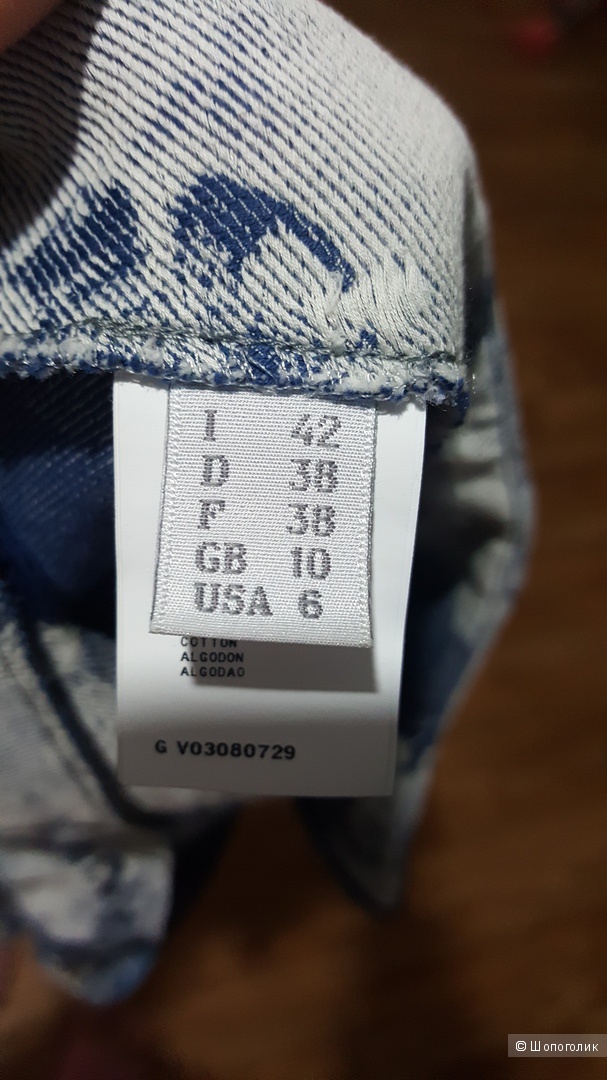 I 42
D 38
F 38
GB 10
USA 6
COTTON
ALGODON
ALGODAO
G V03080729
© Шопоголик